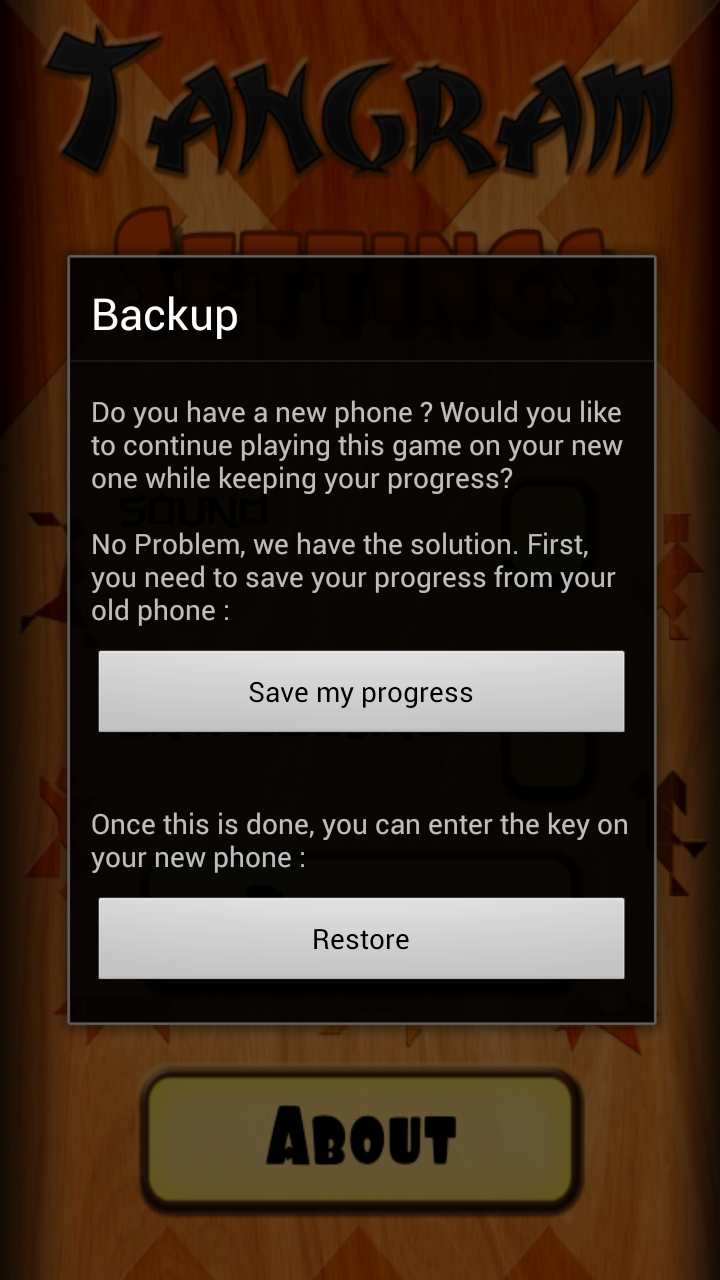 TANGRAM
SETTINGS
Backup
Do you have a new phone ? Would you like
to continue playing this game on your new
one while keeping your progress?
SOUND
No Problem, we have the solution. First,
you need to save your progress from your
old phone :
Save my progress
Once this is done, you can enter the key on
your new phone :
Restore
ABOUT